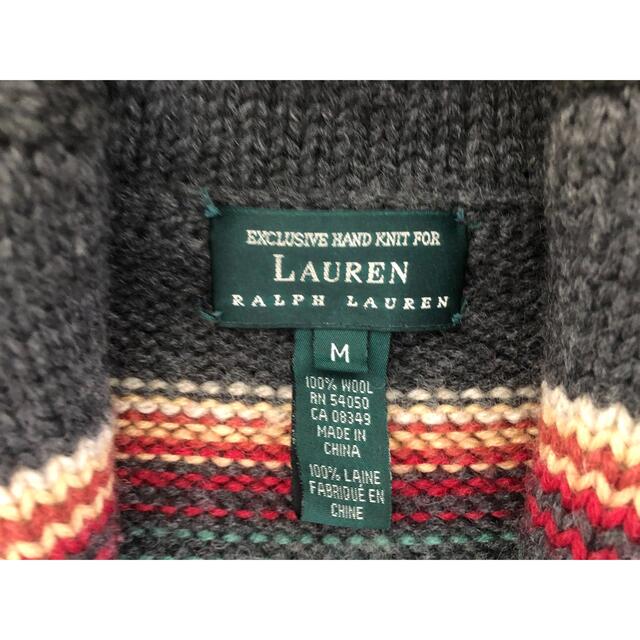 EXCLUSIVE HAND KNIT FOR
LAUREN
RALPH LAUREN
M
100% WOOL
RN 54050
CA 08349
MADE IN
CHINA
100% LAINE
FABRIQUÉ EN
CHINE